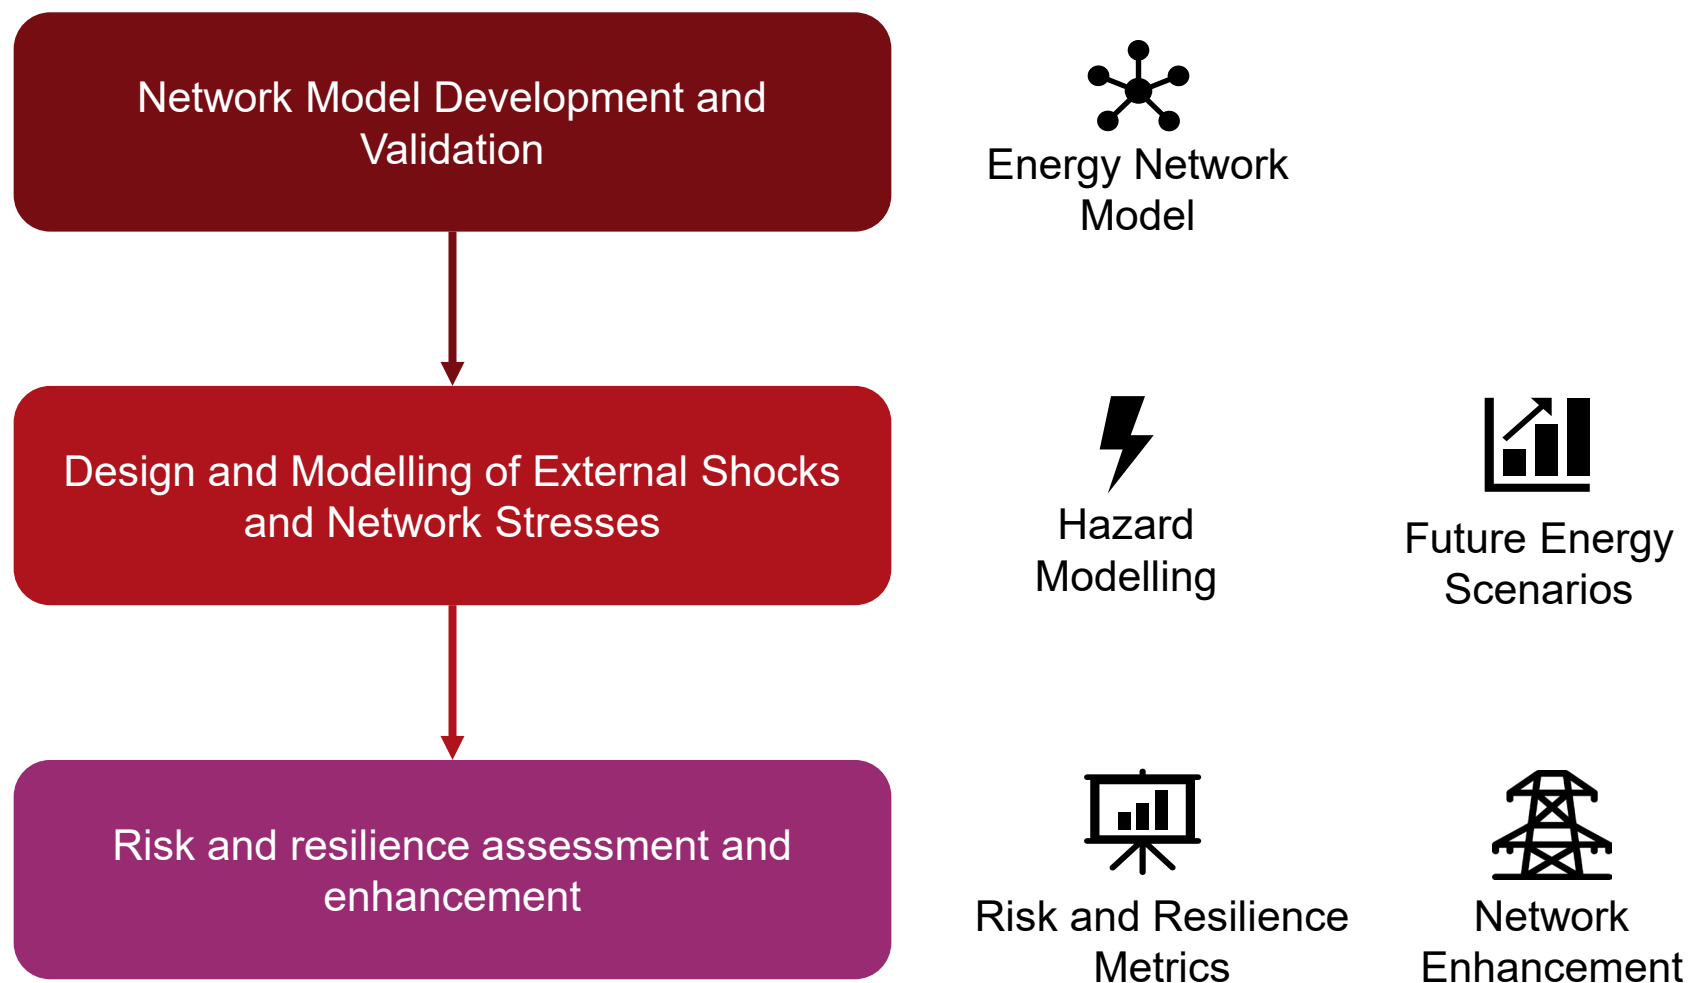 Network Model Development and
Validation
Energy Network
Model
Design and Modelling of External Shocks
and Network Stresses
Hazard
Modelling
Future Energy
Scenarios
Risk and resilience assessment and
enhancement
Risk and Resilience
Metrics
Network
Enhancement